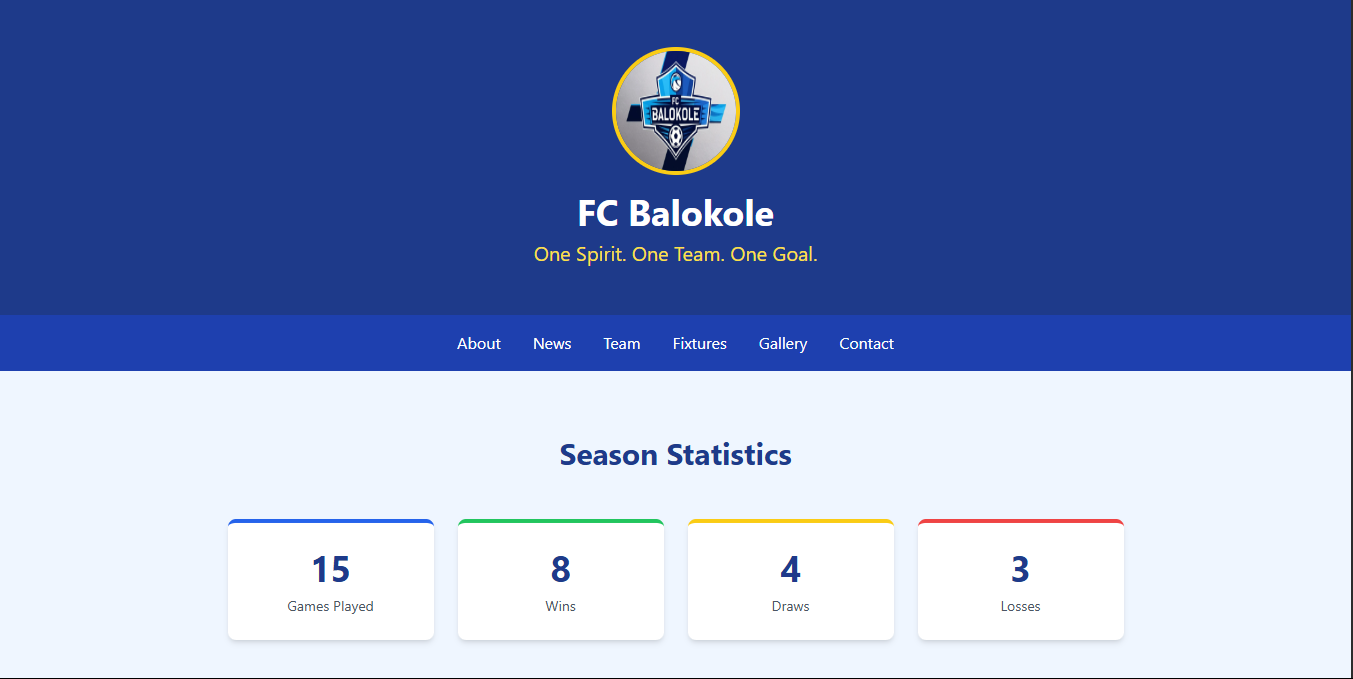 FC
BALOKOLE
FC Balokole
One Spirit. One Team. One Goal.
About News Team Fixtures Gallery Contact
Season Statistics
15 8 4 3
Games Played Wins Draws Losses